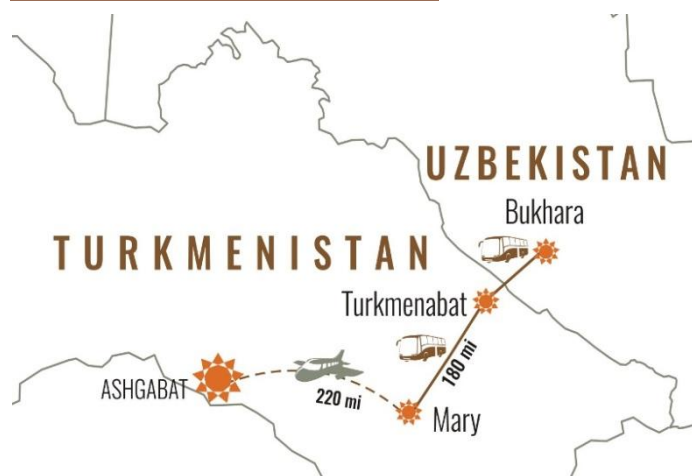 UZBEKISTAN
Bukhara
TURKMENISTAN
Turkmenabat
180 mi
ASHGABAT
220 mi
Mary